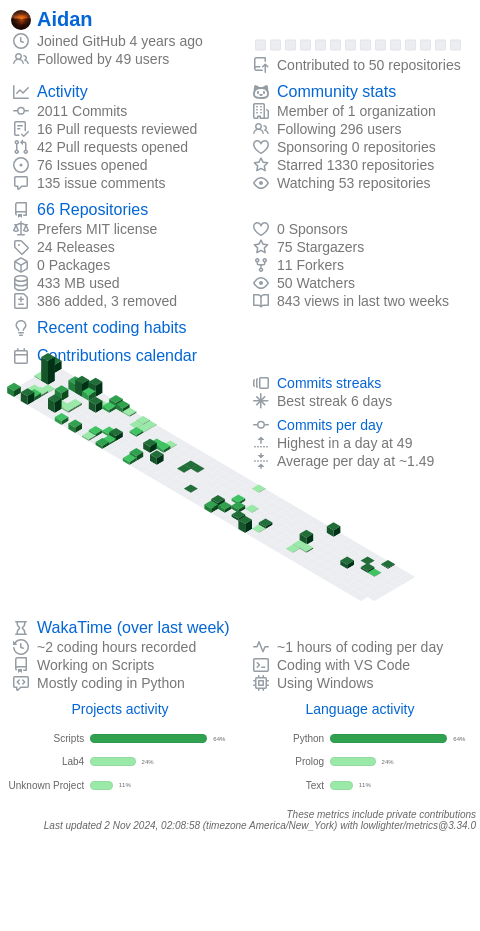 Aidan
Joined GitHub 4 years ago
Followed by 49 users
Contributed to 50 repositories
Activity
2011 Commits
16 Pull requests reviewed
42 Pull requests opened
76 Issues opened
135 issue comments
Community stats
Member of 1 organization
Following 296 users
Sponsoring 0 repositories
Starred 1330 repositories
Watching 53 repositories
66 Repositories
Prefers MIT license
24 Releases
0 Packages
433 MB used
386 added, 3 removed
0 Sponsors
75 Stargazers
11 Forkers
50 Watchers
843 views in last two weeks
Recent coding habits
Contributions calendar
Commits streaks
Best streak 6 days
Commits per day
Highest in a day at 49
Average per day at ~1.49
WakaTime (over last week)
~2 coding hours recorded
Working on Scripts
Mostly coding in Python
~1 hours of coding per day
Coding with VS Code
Using Windows
Projects activity
Scripts 64%
Lab4 24%
Unknown Project 11%
Language activity
Python 64%
Prolog 24%
Text 11%
These metrics include private contributions
Last updated 2 Nov 2024, 02:08:58 (timezone America/New_York) with lowlighter/metrics@3.34.0